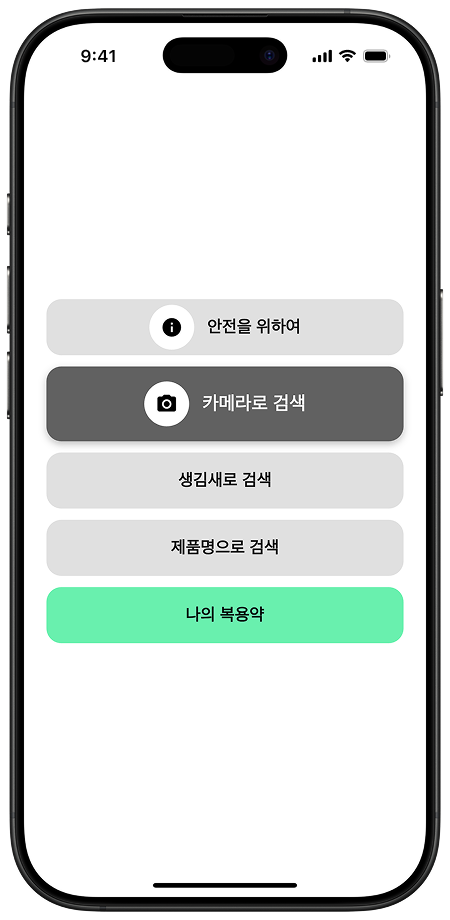 9:41
안전을 위하여
카메라로 검색
생김새로 검색
제품명으로 검색
나의 복용약